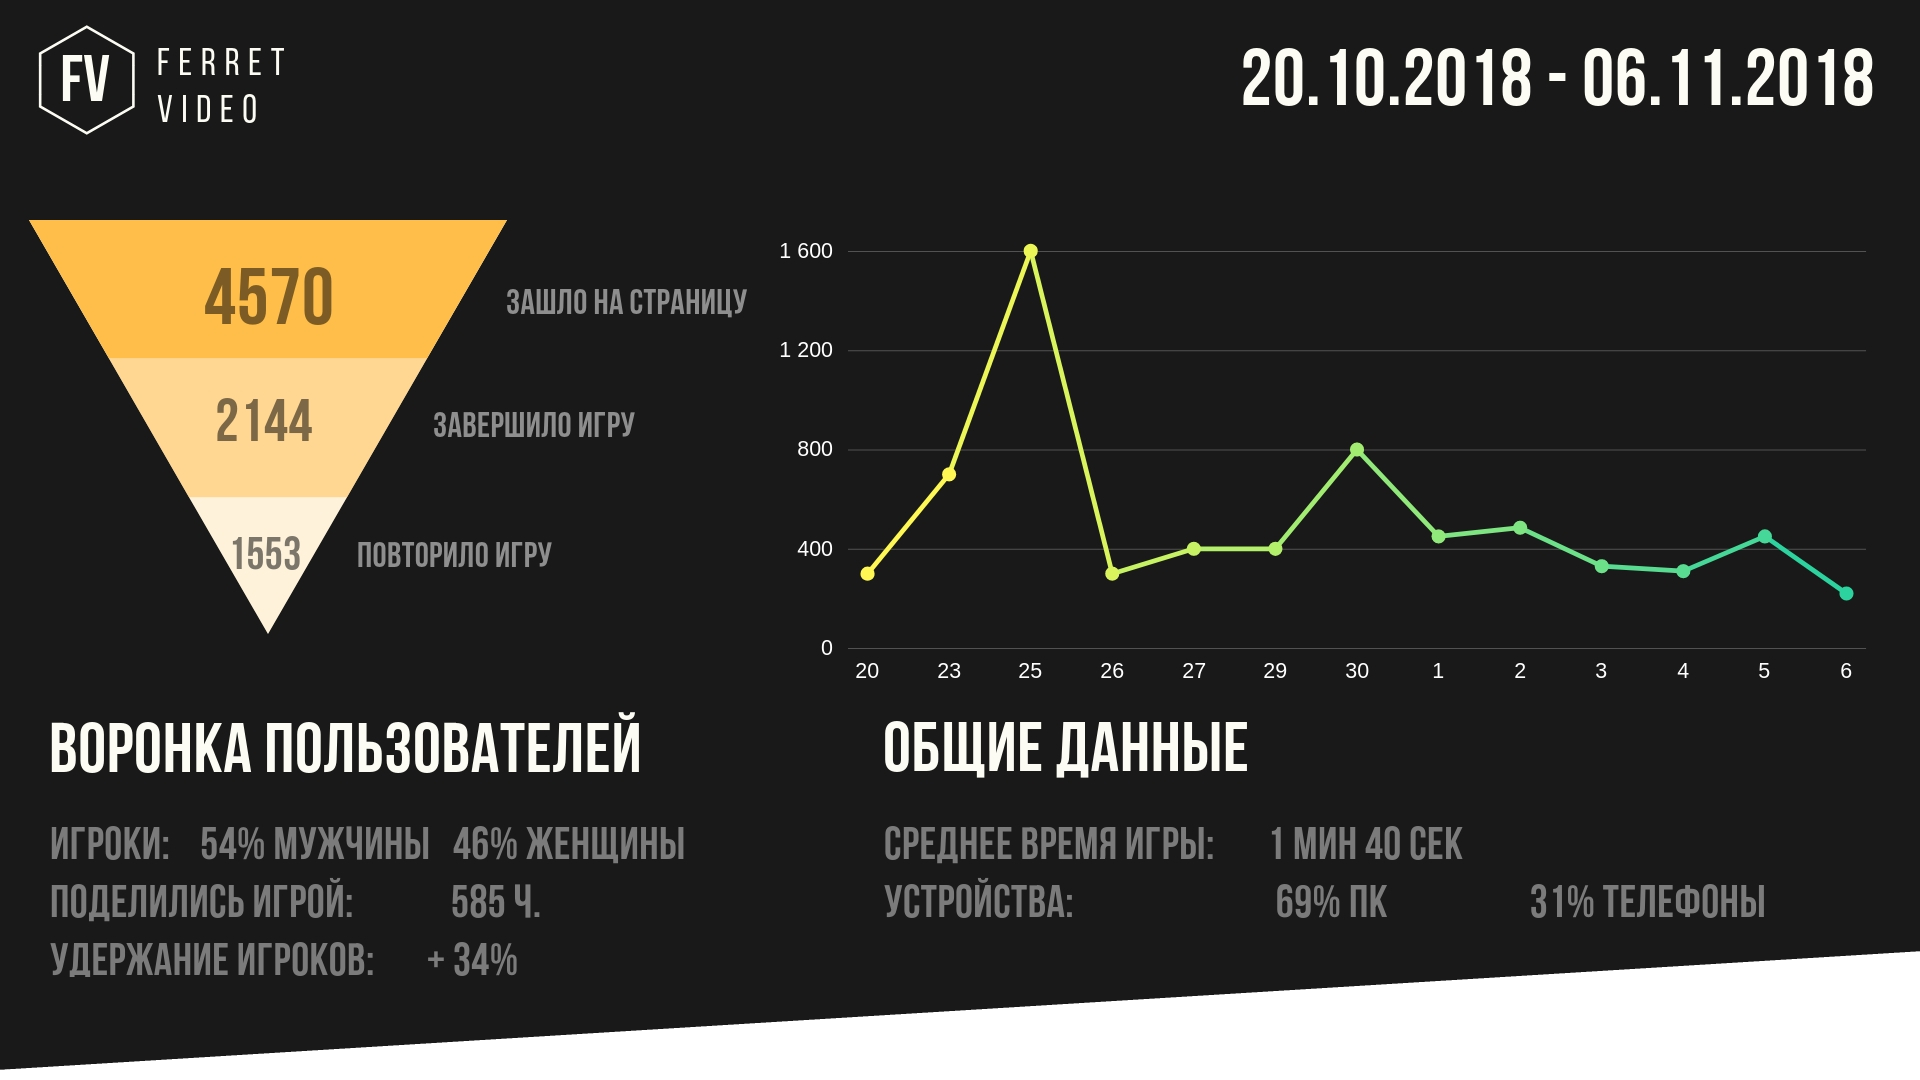 FV
FERRET
VIDEO
20.10.2018 - 06.11.2018
4570
ЗАШЛО НА СТРАНИЦУ
2144
ЗАВЕРШИЛО ИГРУ
1553
ПОВТОРИЛО ИГРУ
1 600
1 200
800
400
0
20 23 25 26 27 29 30 1 2 3 4 5 6
ВОРОНКА ПОЛЬЗОВАТЕЛЕЙ
ИГРОКИ: 54% МУЖЧИНЫ 46% ЖЕНЩИНЫ
ПОДЕЛИЛИСЬ ИГРОЙ: 585 Ч.
УДЕРЖАНИЕ ИГРОКОВ: + 34%
ОБЩИЕ ДАННЫЕ
СРЕДНЕЕ ВРЕМЯ ИГРЫ: 1 МИН 40 СЕК
УСТРОЙСТВА: 69% ПК 31% ТЕЛЕФОНЫ